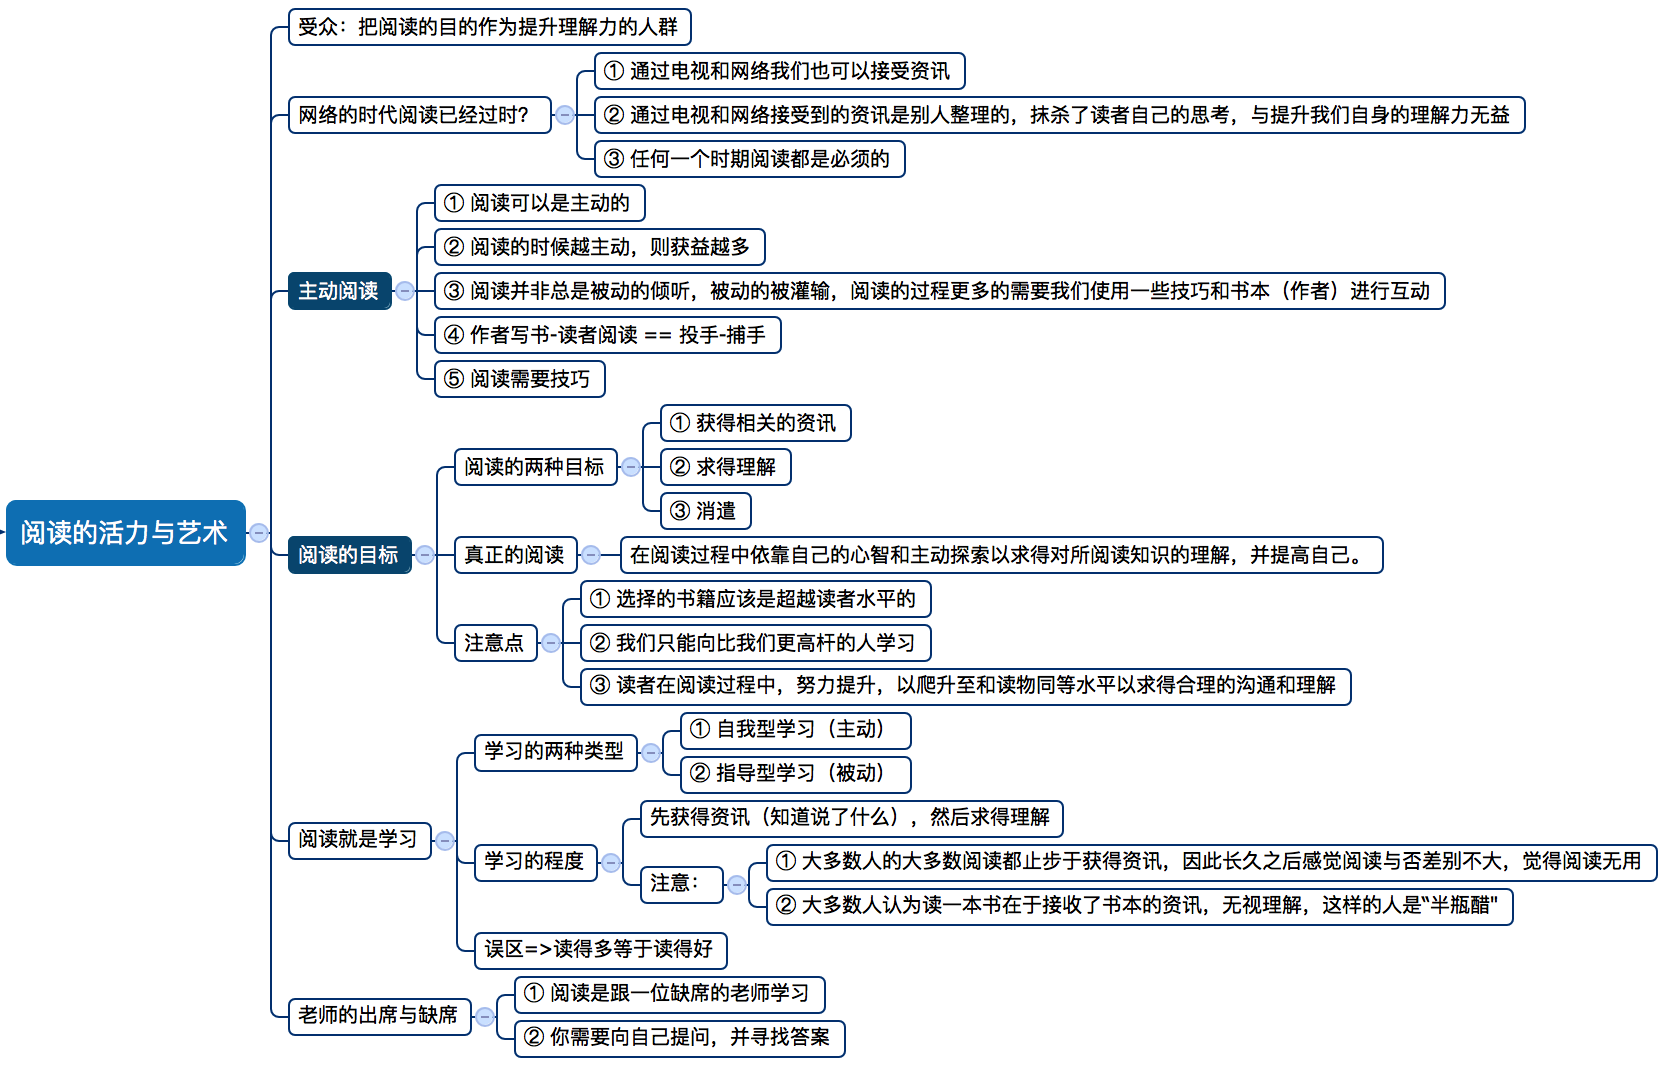 受众：把阅读的目的作为提升理解力的人群
网络的时代阅读已经过时？
① 通过电视和网络我们也可以接受资讯
② 通过电视和网络接受到的资讯是别人整理的，抹杀了读者自己的思考，与提升我们自身的理解力无益
③ 任何一个时期阅读都是必须的
主动阅读
① 阅读可以是主动的
② 阅读的时候越主动，则获益越多
③ 阅读并非总是被动的倾听，被动的被灌输，阅读的过程更多的需要我们使用一些技巧和书本（作者）进行互动
④ 作者写书-读者阅读 == 投手-捕手
⑤ 阅读需要技巧
阅读的活力与艺术
阅读的目标
阅读的两种目标
① 获得相关的资讯
② 求得理解
③ 消遣
真正的阅读
在阅读过程中依靠自己的心智和主动探索以求得对所阅读知识的理解，并提高自己。
注意点
① 选择的书籍应该是超越读者水平的
② 我们只能向比我们更高杆的人学习
③ 读者在阅读过程中，努力提升，以爬升至和读物同等水平以求得合理的沟通和理解
阅读就是学习
学习的两种类型
① 自我型学习（主动）
② 指导型学习（被动）
学习的程度
先获得资讯（知道说了什么），然后求得理解
注意：
① 大多数人的大多数阅读都止步于获得资讯，因此长久之后感觉阅读与否差别不大，觉得阅读无用
② 大多数人认为读一本书在于接收了书本的资讯，无视理解，这样的人是“半瓶醋"
误区=>读得多等于读得好
老师的出席与缺席
① 阅读是跟一位缺席的老师学习
② 你需要向自己提问，并寻找答案